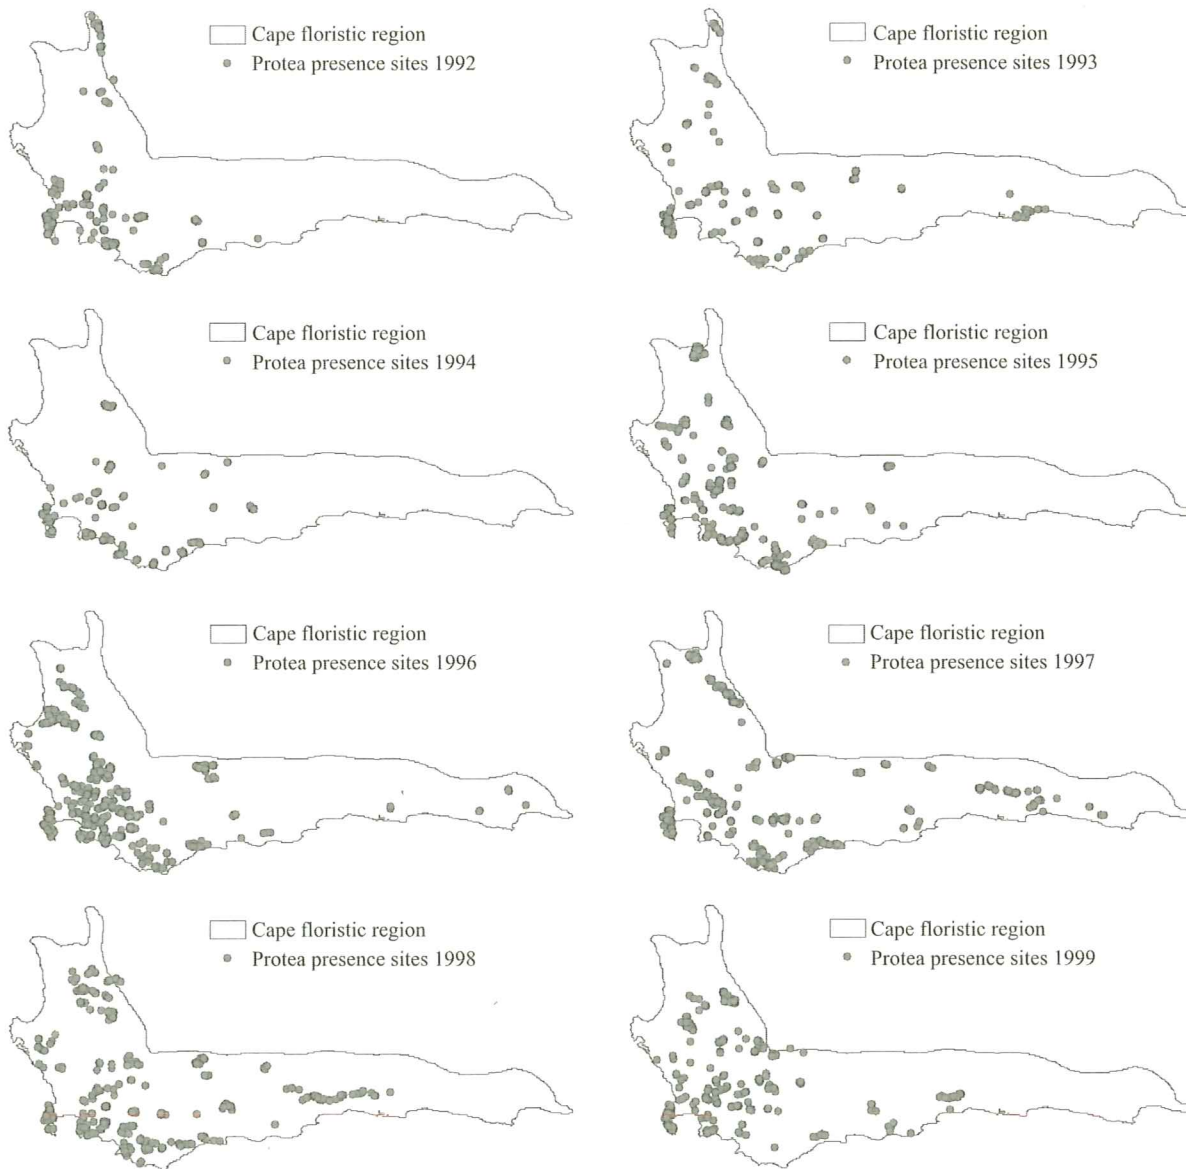 Cape floristic region
Protea presence sites 1992
Cape floristic region
Protea presence sites 1993
Cape floristic region
Protea presence sites 1994
Cape floristic region
Protea presence sites 1995
Cape floristic region
Protea presence sites 1996
Cape floristic region
Protea presence sites 1997
Cape floristic region
Protea presence sites 1998
Cape floristic region
Protea presence sites 1999